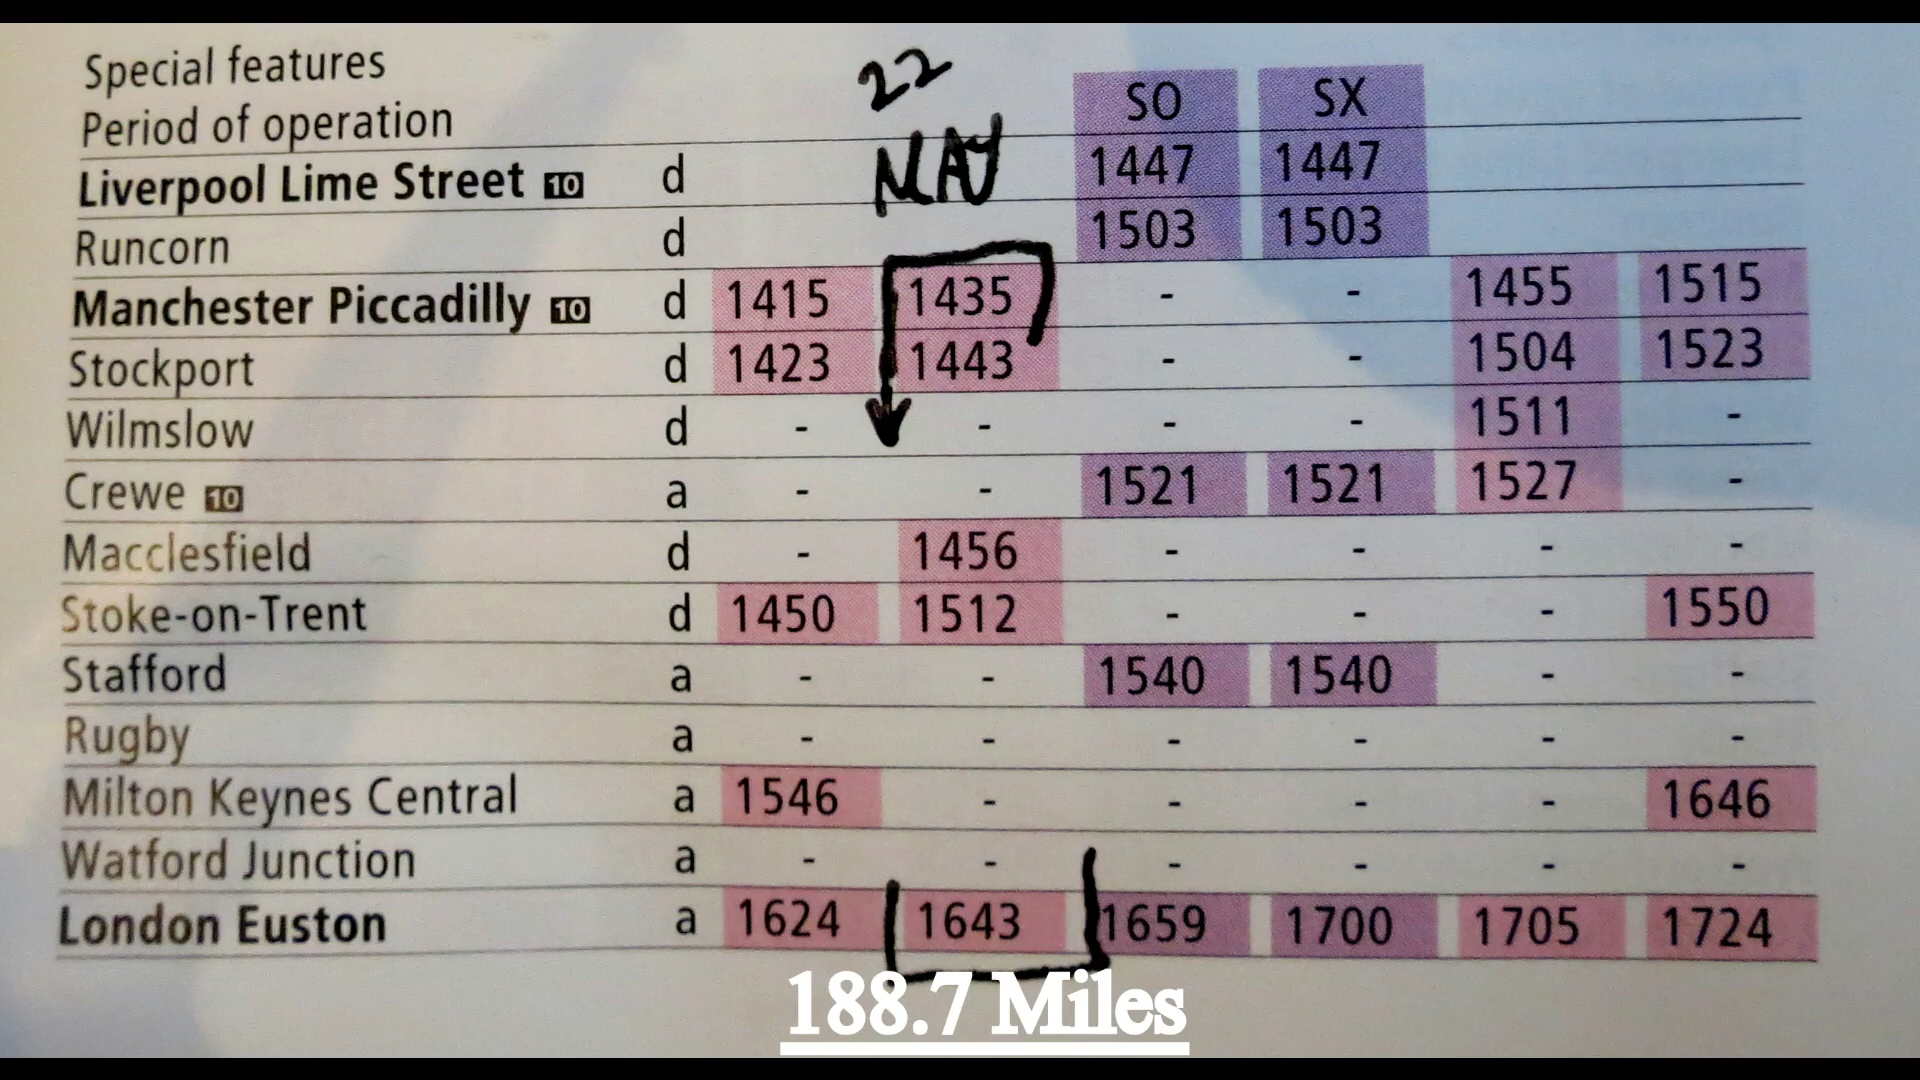 Special features 22
Period of operation MAY SO SX
Liverpool Lime Street 10 d 1447 1447
Runcorn d 1503 1503
Manchester Piccadilly 10 d 1415 1435 - - 1455 1515
Stockport d 1423 1443 - - 1504 1523
Wilmslow d - - - - 1511 -
Crewe 10 a - - 1521 1521 1527 -
Macclesfield d - 1456 - - - -
Stoke-on-Trent d 1450 1512 - - - 1550
Stafford a - - 1540 1540 - -
Rugby a - - - - - -
Milton Keynes Central a 1546 - - - - 1646
Watford Junction a - - - - - -
London Euston a 1624 1643 1659 1700 1705 1724
188.7 Miles